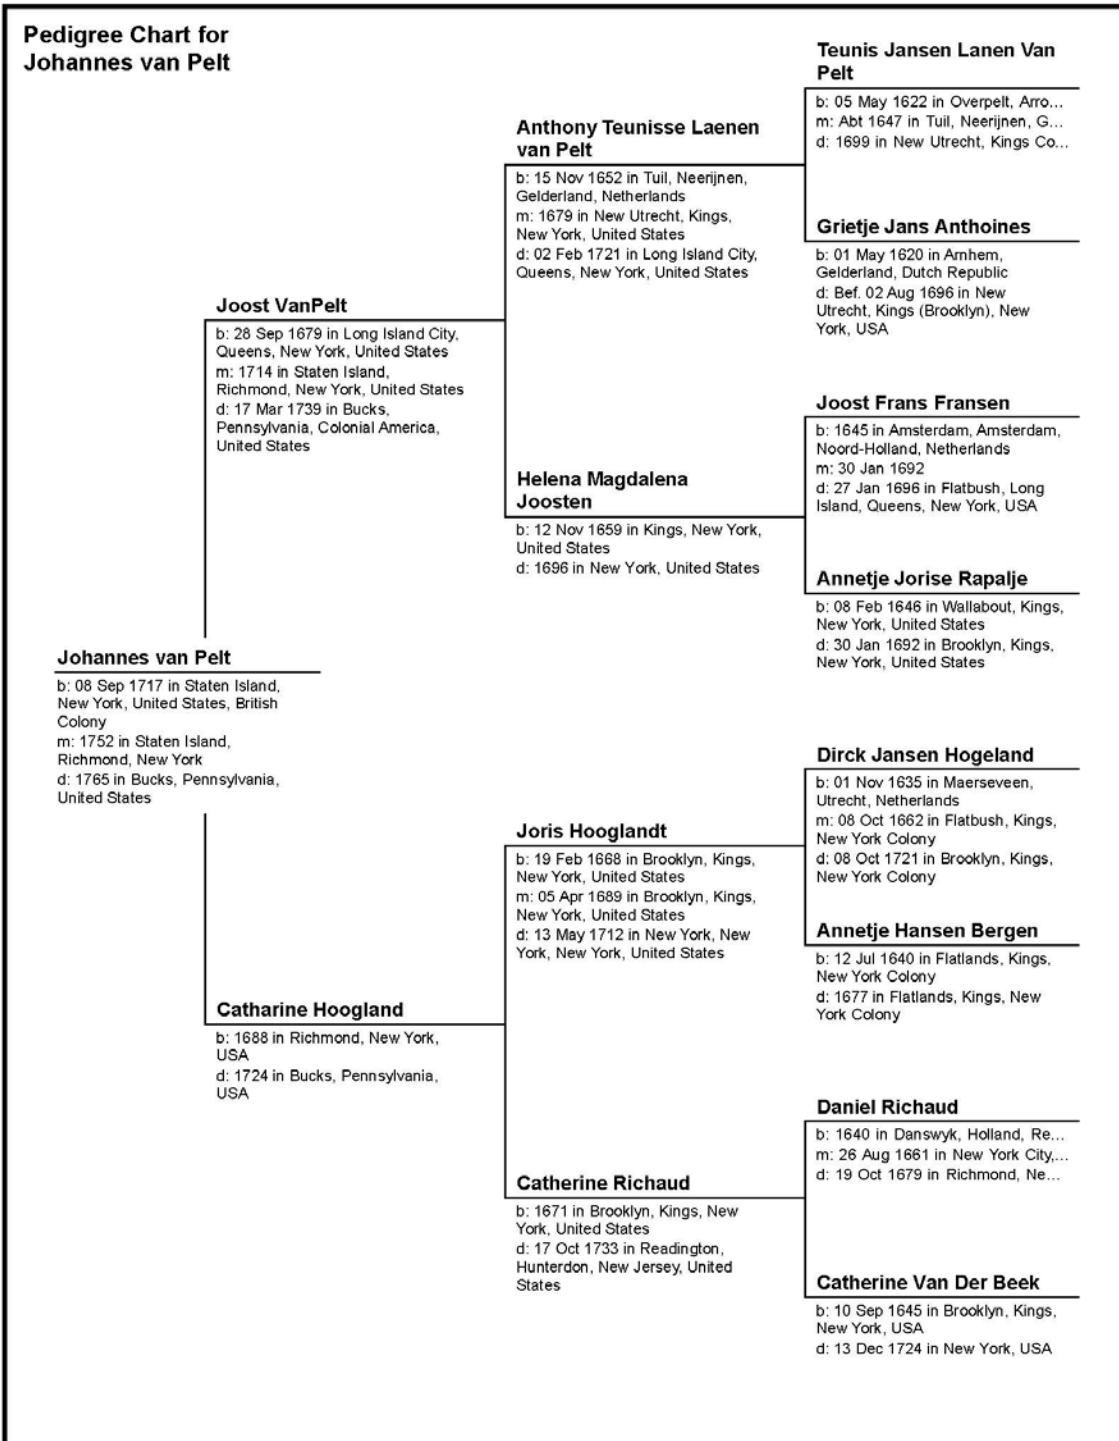 Pedigree Chart for
Johannes van Pelt
Teunis Jansen Lanen Van
Pelt
b: 05 May 1622 in Overpelt, Arro...
m: Abt 1647 in Tuil, Neerijnen, G...
d: 1699 in New Utrecht, Kings Co...
Anthony Teunisse Laenen
van Pelt
b: 15 Nov 1652 in Tuil, Neerijnen,
Gelderland, Netherlands
m: 1679 in New Utrecht, Kings,
New York, United States
d: 02 Feb 1721 in Long Island City,
Queens, New York, United States
Grietje Jans Anthoines
b: 01 May 1620 in Arnhem,
Gelderland, Dutch Republic
d: Bef. 02 Aug 1696 in New
Utrecht, Kings (Brooklyn), New
York, USA
Joost VanPelt
b: 28 Sep 1679 in Long Island City,
Queens, New York, United States
m: 1714 in Staten Island,
Richmond, New York, United States
d: 17 Mar 1739 in Bucks,
Pennsylvania, Colonial America,
United States
Joost Frans Fransen
b: 1645 in Amsterdam, Amsterdam,
Noord-Holland, Netherlands
m: 30 Jan 1692
d: 27 Jan 1696 in Flatbush, Long
Island, Queens, New York, USA
Helena Magdalena
Joosten
b: 12 Nov 1659 in Kings, New York,
United States
d: 1696 in New York, United States
Annetje Jorise Rapalje
b: 08 Feb 1646 in Wallabout, Kings,
New York, United States
d: 30 Jan 1692 in Brooklyn, Kings,
New York, United States
Johannes van Pelt
b: 08 Sep 1717 in Staten Island,
New York, United States, British
Colony
m: 1752 in Staten Island,
Richmond, New York
d: 1765 in Bucks, Pennsylvania,
United States
Dirck Jansen Hogeland
b: 01 Nov 1635 in Maerseveen,
Utrecht, Netherlands
m: 08 Oct 1662 in Flatbush, Kings,
New York Colony
d: 08 Oct 1721 in Brooklyn, Kings,
New York Colony
Joris Hooglandt
b: 19 Feb 1668 in Brooklyn, Kings,
New York, United States
m: 05 Apr 1689 in Brooklyn, Kings,
New York, United States
d: 13 May 1712 in New York, New
York, New York, United States
Annetje Hansen Bergen
b: 12 Jul 1640 in Flatlands, Kings,
New York Colony
d: 1677 in Flatlands, Kings, New
York Colony
Catharine Hoogland
b: 1688 in Richmond, New York,
USA
d: 1724 in Bucks, Pennsylvania,
USA
Daniel Richaud
b: 1640 in Danswyk, Holland, Re...
m: 26 Aug 1661 in New York City,...
d: 19 Oct 1679 in Richmond, Ne...
Catherine Richaud
b: 1671 in Brooklyn, Kings, New
York, United States
d: 17 Oct 1733 in Readington,
Hunterdon, New Jersey, United
States
Catherine Van Der Beek
b: 10 Sep 1645 in Brooklyn, Kings,
New York, USA
d: 13 Dec 1724 in New York, USA